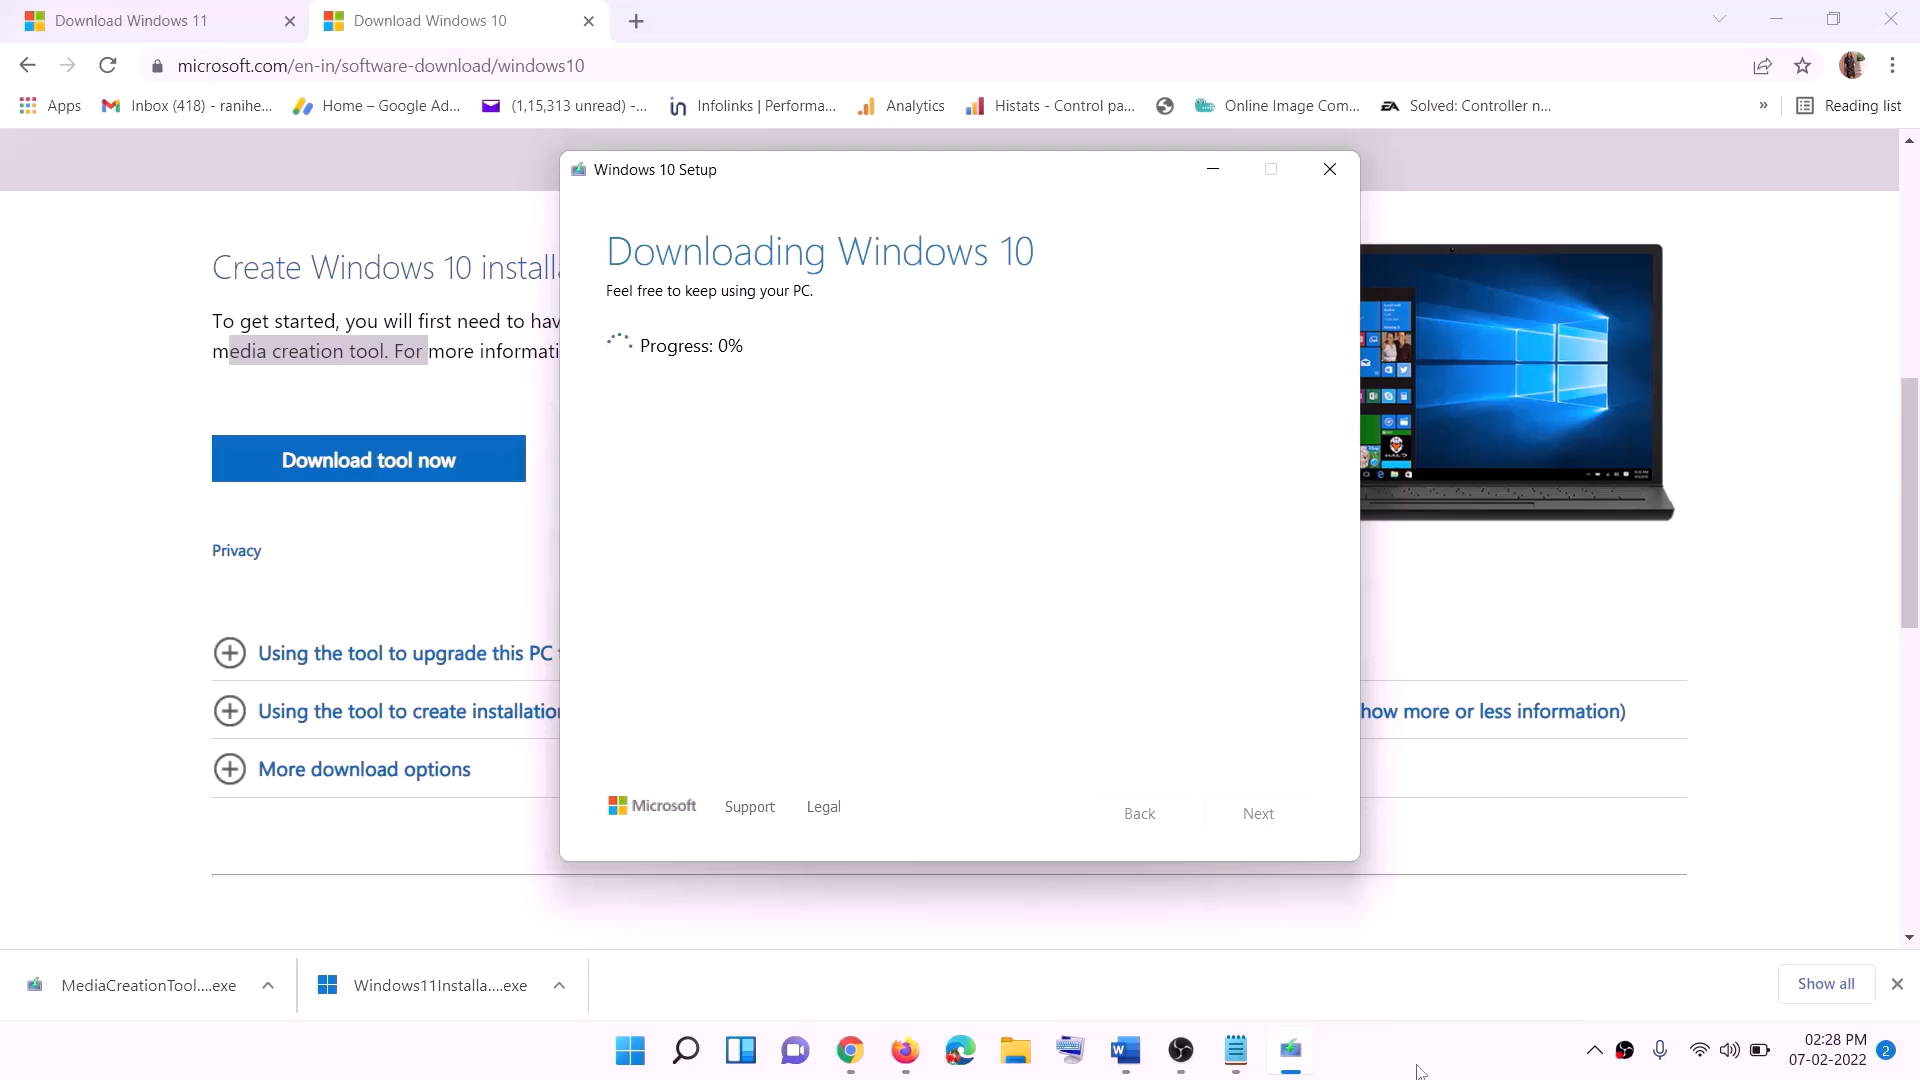 Download Windows 11
Download Windows 10
microsoft.com/en-in/software-download/windows10
Apps
Inbox (418) - ranihe...
Home – Google Ad...
(1,15,313 unread) -...
Infolinks | Performa...
Analytics
Histats - Control pa...
Online Image Com...
Solved: Controller n...
»
Reading list
Windows 10 Setup
Downloading Windows 10
Feel free to keep using your PC.
Progress: 0%
Create Windows 10 install
To get started, you will first need to hav
media creation tool. For more informati
Download tool now
Privacy
Using the tool to upgrade this PC
Using the tool to create installation
how more or less information)
More download options
Microsoft
Support
Legal
Back
Next
MediaCreationTool....exe
Windows11Installa....exe
Show all
02:28 PM
07-02-2022
2